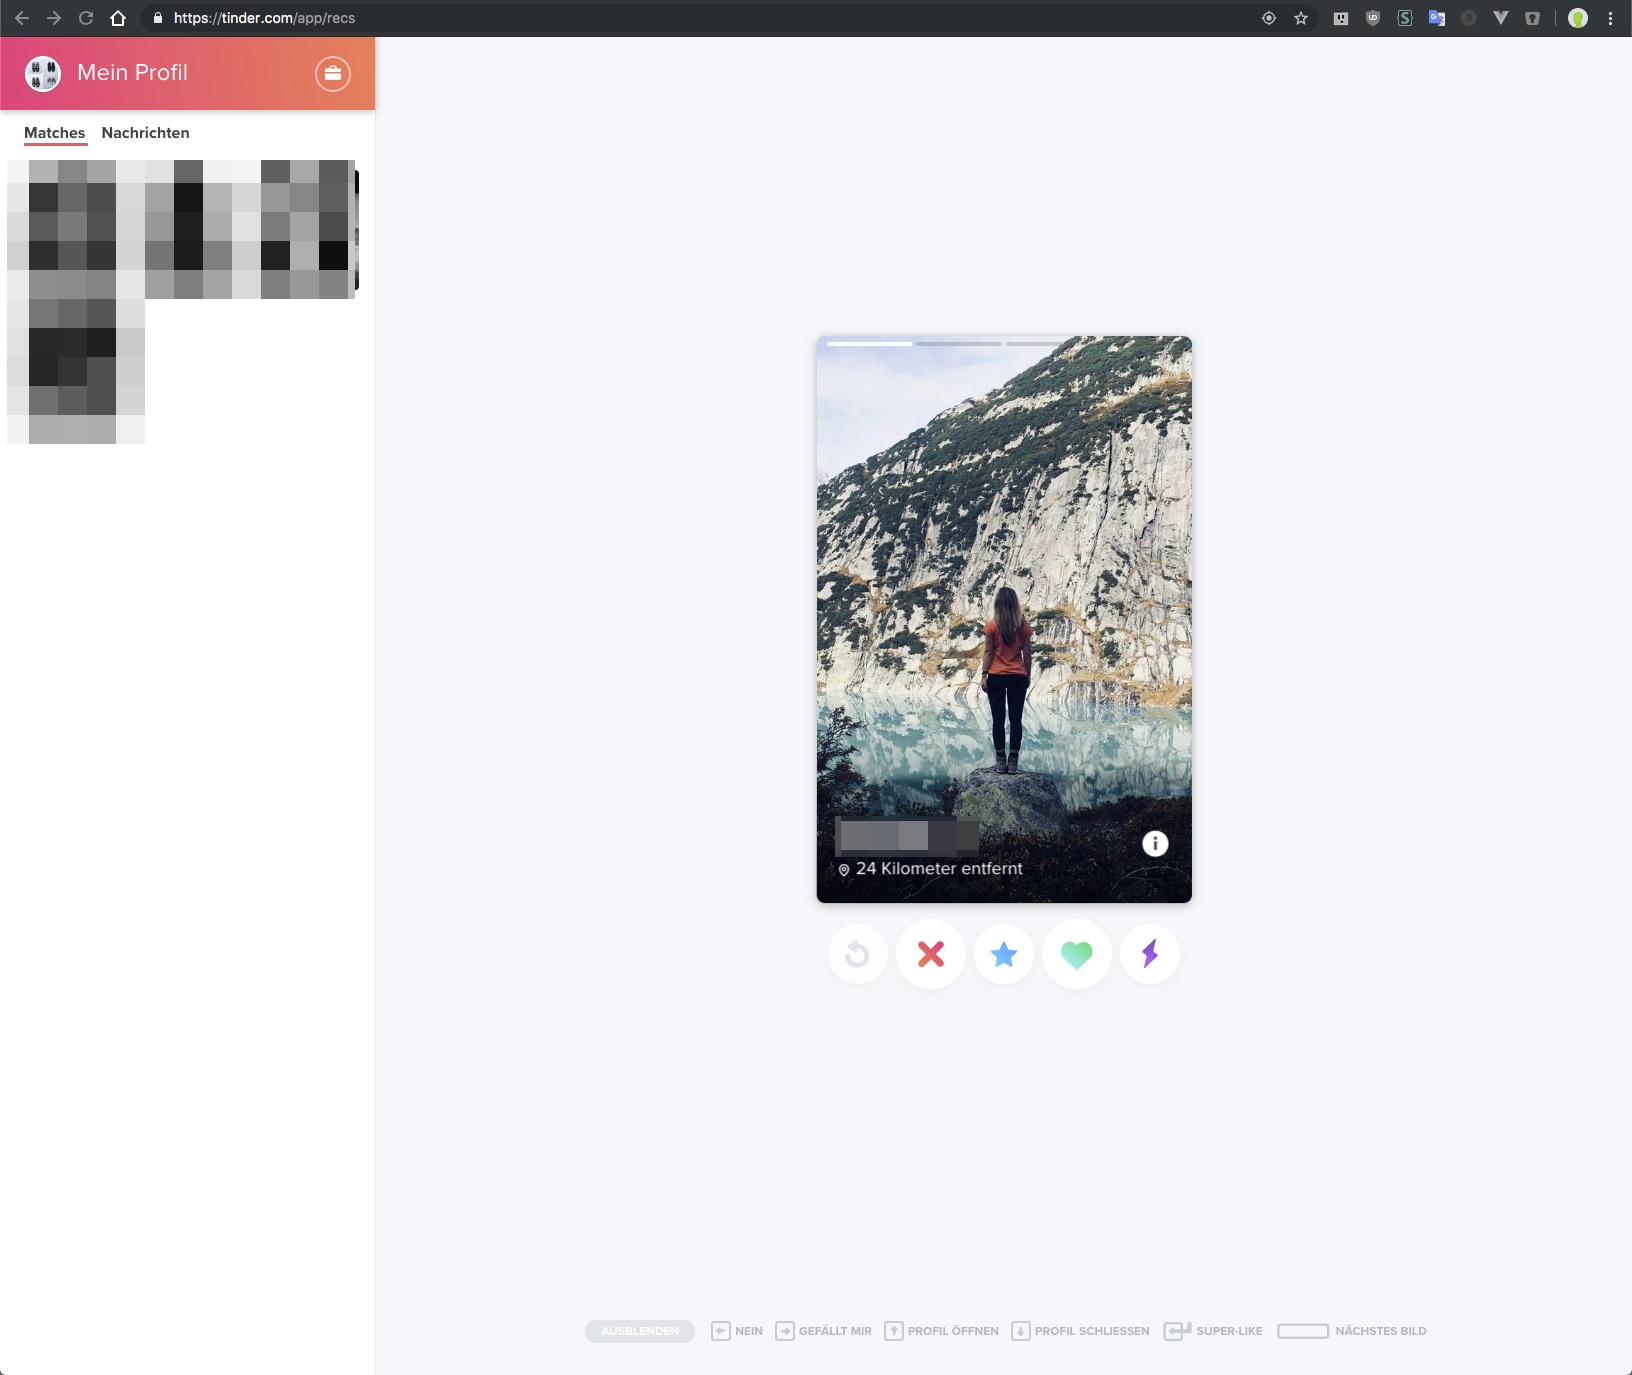 https://tinder.com/app/recs
Mein Profil
Matches Nachrichten
24 Kilometer entfernt
AUSBLENDEN NEIN GEFÄLLT MIR PROFIL ÖFFNEN PROFIL SCHLIESSEN SUPER-LIKE NÄCHSTES BILD